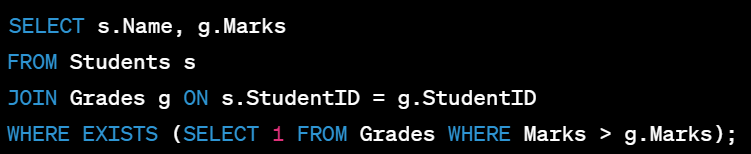 SELECT s.Name, g.Marks
FROM Students s
JOIN Grades g ON s.StudentID = g.StudentID
WHERE EXISTS (SELECT 1 FROM Grades WHERE Marks > g.Marks);